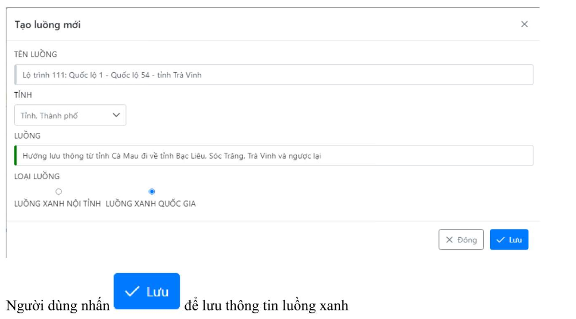 Tạo luồng mới
TÊN LUỒNG
Lộ trình 111: Quốc lộ 1 - Quốc lộ 54 - tỉnh Trà Vinh
TỈNH
Tỉnh, Thành phố
LUỒNG
Hướng lưu thông từ tỉnh Cà Mau đi về tỉnh Bạc Liêu, Sóc Trăng, Trà Vinh và ngược lại
LOẠI LUỒNG
LUỒNG XANH NỘI TỈNH LUỒNG XANH QUỐC GIA
Đóng Lưu
Người dùng nhấn Lưu để lưu thông tin luồng xanh